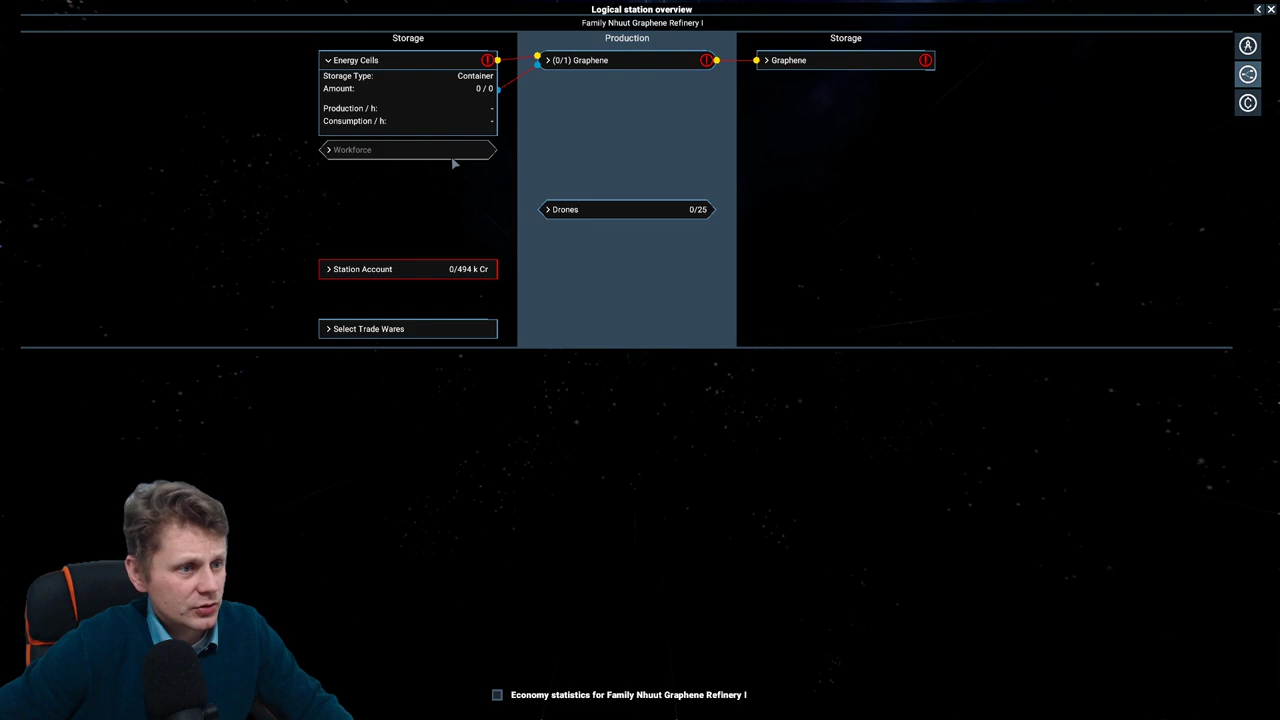 Logical station overview
Family Nhuut Graphene Refinery I
Storage
Production
Storage
Energy Cells
Storage Type: Container
Amount: 0 / 0
Production / h: -
Consumption / h: -
Workforce
(0/1) Graphene
Graphene
Drones 0/25
Station Account 0/494 k Cr
Select Trade Wares
Economy statistics for Family Nhuut Graphene Refinery I